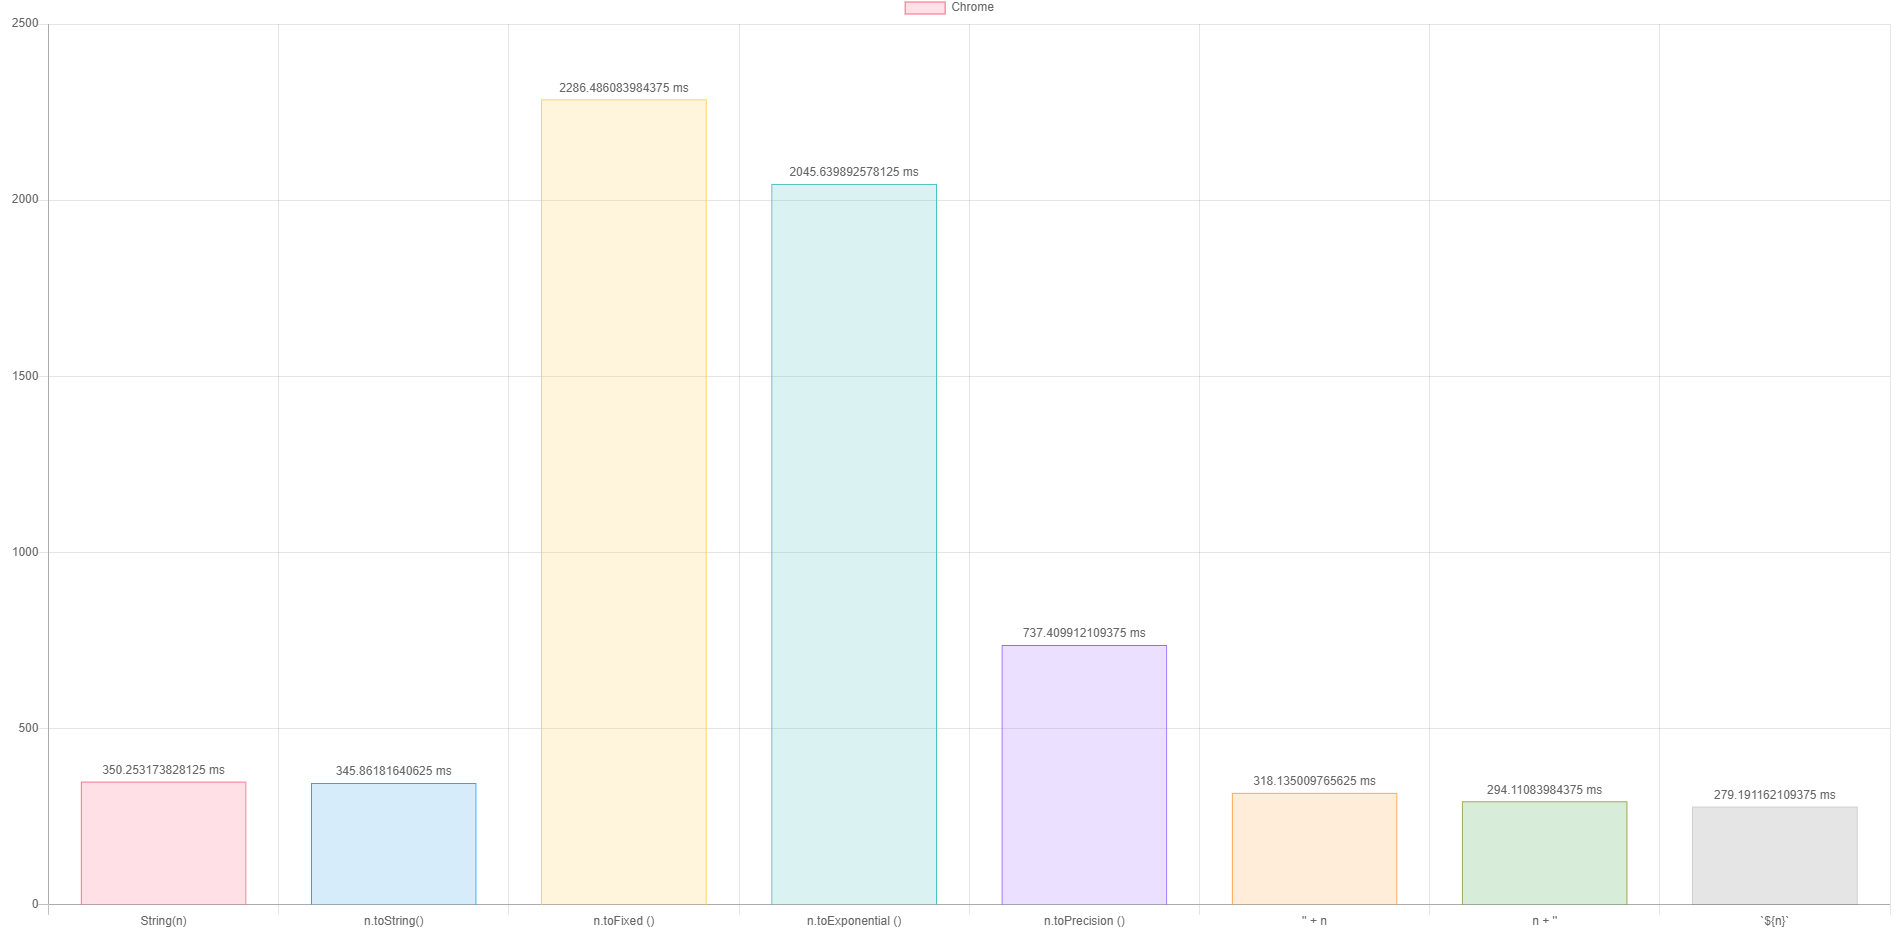 Chrome
2500
2000
1500
1000
500
0
2286.486083984375 ms
2045.639892578125 ms
737.409912109375 ms
350.253173828125 ms
345.86181640625 ms
318.135009765625 ms
294.11083984375 ms
279.191162109375 ms
String(n)
n.toString()
n.toFixed ()
n.toExponential ()
n.toPrecision ()
'' + n
n + ''
`${n}`